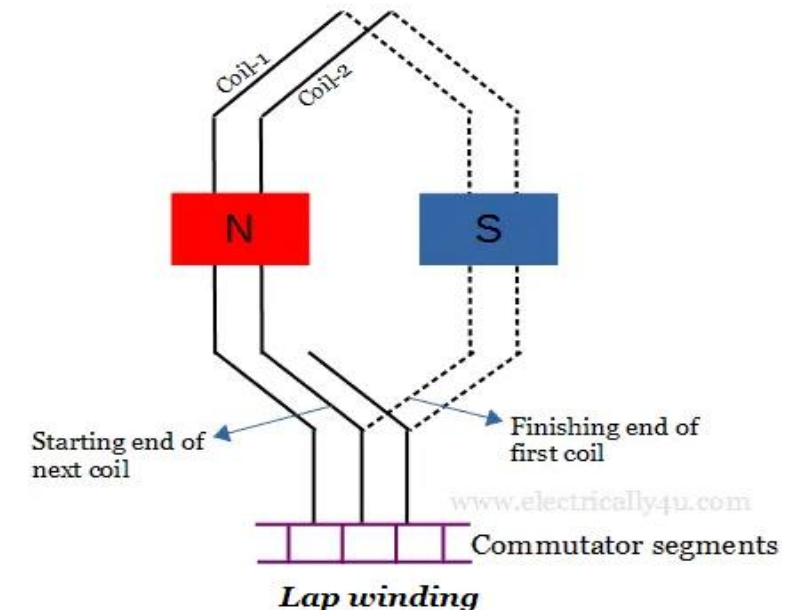 Coil-1
Coil-2
N
S
Starting end of
next coil
Finishing end of
first coil
www.electrically4u.com
Commutator segments
Lap winding